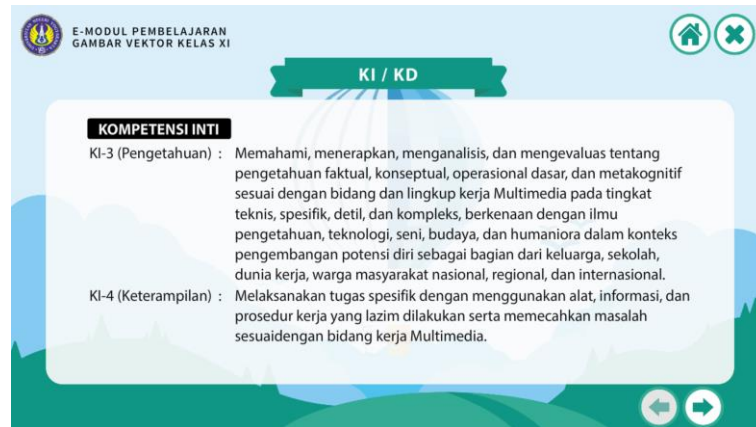 E-MODUL PEMBELAJARAN
GAMBAR VEKTOR KELAS XI
KI / KD
KOMPETENSI INTI
KI-3 (Pengetahuan) : Memahami, menerapkan, menganalisis, dan mengevaluas tentang
pengetahuan faktual, konseptual, operasional dasar, dan metakognitif
sesuai dengan bidang dan lingkup kerja Multimedia pada tingkat
teknis, spesifik, detil, dan kompleks, berkenaan dengan ilmu
pengetahuan, teknologi, seni, budaya, dan humaniora dalam konteks
pengembangan potensi diri sebagai bagian dari keluarga, sekolah,
dunia kerja, warga masyarakat nasional, regional, dan internasional.
KI-4 (Keterampilan) : Melaksanakan tugas spesifik dengan menggunakan alat, informasi, dan
prosedur kerja yang lazim dilakukan serta memecahkan masalah
sesuaidengan bidang kerja Multimedia.